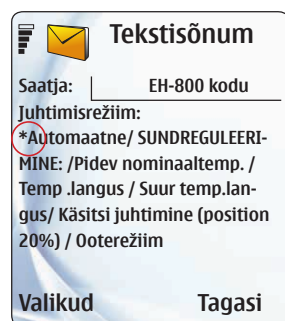 Tekstisõnum
Saatja: EH-800 kodu
Juhtimisrežiim:
*Automaatne/ SUNDREGULEERI-
MINE: /Pidev nominaaltemp. /
Temp .langus / Suur temp.lan-
gus/ Käsitsi juhtimine (position
20%) / Ooterežiim
Valikud Tagasi